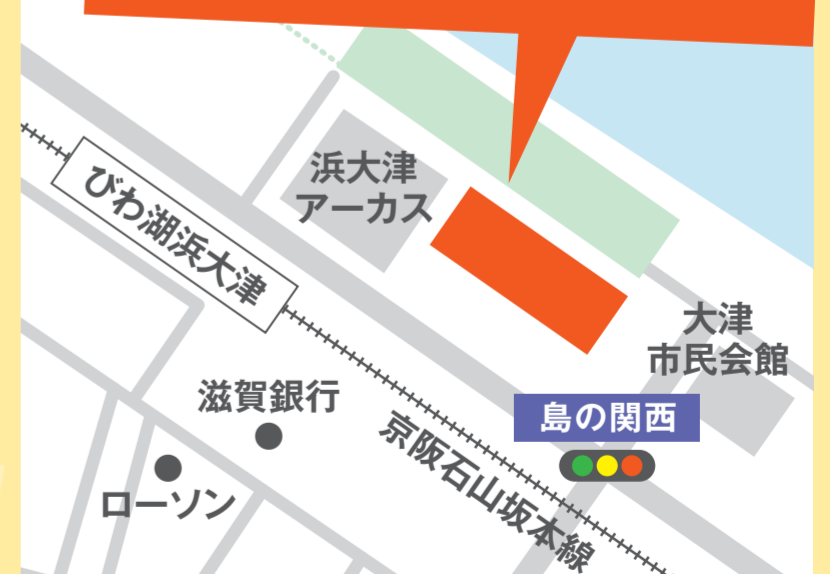 浜大津
アーカス
びわ湖浜大津
大津
市民会館
滋賀銀行
島の関西
京阪石山坂本線
ローソン